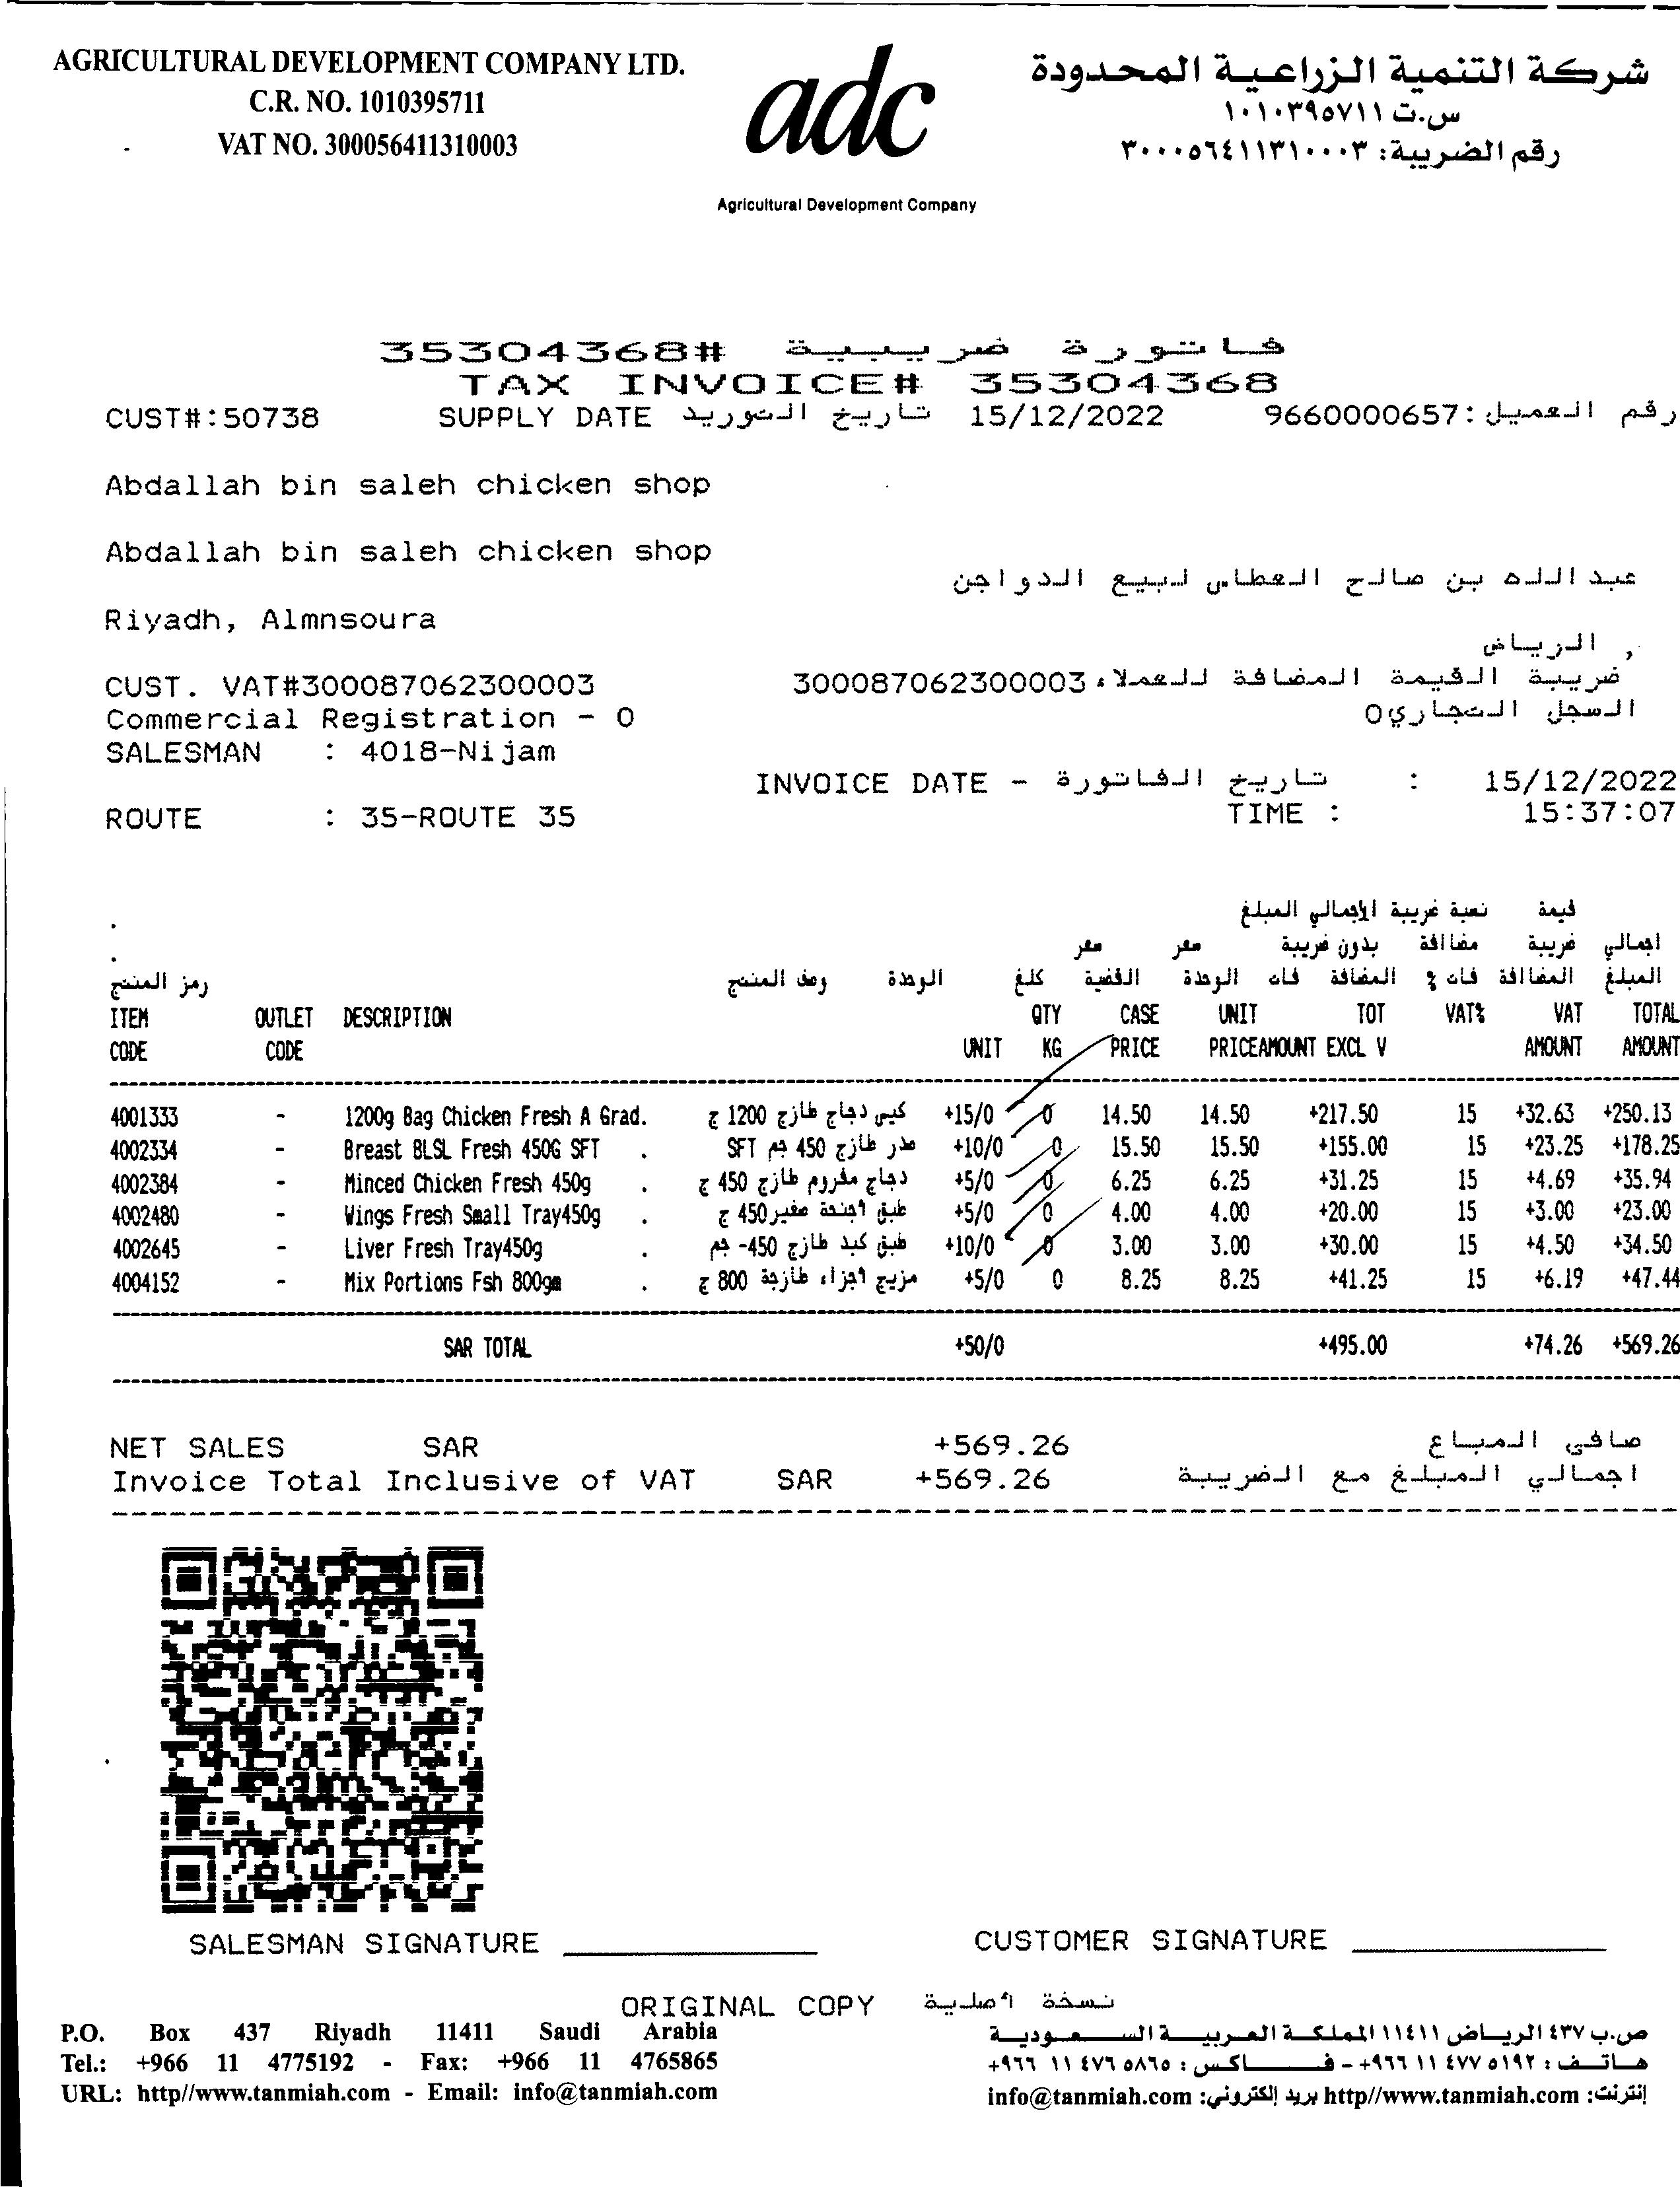 AGRICULTURAL DEVELOPMENT COMPANY LTD.
C.R. NO. 1010395711
VAT NO. 300056411310003
adc
Agricultural Development Company
شركة التنمية الزراعية المحدودة
س.ت ١٠١٠٣٩٥٧١١
رقم الضريبة: ٣٠٠٠٥٦٤١١٣١٠٠٠٣
فاتورة ضريبية #35304368
TAX INVOICE# 35304368
CUST#:50738 SUPPLY DATE تاريخ التوريد 15/12/2022 رقم العميل:9660000657
Abdallah bin saleh chicken shop
Abdallah bin saleh chicken shop
عبدالله بن صالح العطاس لبيع الدواجن
Riyadh, Almnsoura
, الرياض
CUST. VAT#300087062300003 ضريبة القيمة المضافة للعملاء 300087062300003
Commercial Registration - 0 السجل التجاري0
SALESMAN : 4018-Nijam
INVOICE DATE - تاريخ الفاتورة : 15/12/2022
ROUTE : 35-ROUTE 35 TIME : 15:37:07
قيمة نسبة ضريبة الإجمالي المبلغ
اجمالي ضريبة مضاافة بدون ضريبة سعر سعر
المبلغ المضاافة فات % المضافة فات الوحدة القضية كلغ الوحدة وصف المنتج رمز المنتج
ITEM OUTLET DESCRIPTION QTY CASE UNIT TOT VAT% VAT TOTAL
CODE CODE UNIT KG PRICE PRICEAMOUNT EXCL V AMOUNT AMOUNT
4001333 - 1200g Bag Chicken Fresh A Grad. كيس دجاج طازج 1200 ج +15/0 0 14.50 14.50 +217.50 15 +32.63 +250.13
4002334 - Breast BLSL Fresh 450G SFT . صدر طازج 450 جم SFT +10/0 0 15.50 15.50 +155.00 15 +23.25 +178.25
4002384 - Minced Chicken Fresh 450g . دجاج مفروم طازج 450 ج +5/0 0 6.25 6.25 +31.25 15 +4.69 +35.94
4002480 - Wings Fresh Small Tray450g . طبق أجنحة صغير450 ج +5/0 0 4.00 4.00 +20.00 15 +3.00 +23.00
4002645 - Liver Fresh Tray450g . طبق كبد طازج 450- جم +10/0 0 3.00 3.00 +30.00 15 +4.50 +34.50
4004152 - Mix Portions Fsh 800gm . مزيج أجزاء طازجة 800 ج +5/0 0 8.25 8.25 +41.25 15 +6.19 +47.44
SAR TOTAL +50/0 +495.00 +74.26 +569.26
NET SALES SAR +569.26 صافى المباع
Invoice Total Inclusive of VAT SAR +569.26 اجمالي المبلغ مع الضريبة
SALESMAN SIGNATURE CUSTOMER SIGNATURE
ORIGINAL COPY نسخة أصلية
P.O. Box 437 Riyadh 11411 Saudi Arabia
Tel.: +966 11 4775192 - Fax: +966 11 4765865
URL: http//www.tanmiah.com - Email: info@tanmiah.com
ص.ب ٤٣٧ الرياض ١١٤١١ المملكة العربية السعودية
هاتف : ٥١٩٢ ٤٧٧ ١١ ٩٦٦+ - فاكس : ٥٨٦٥ ٤٧٦ ١١ ٩٦٦+
إنترنت: http//www.tanmiah.com بريد إلكتروني: info@tanmiah.com